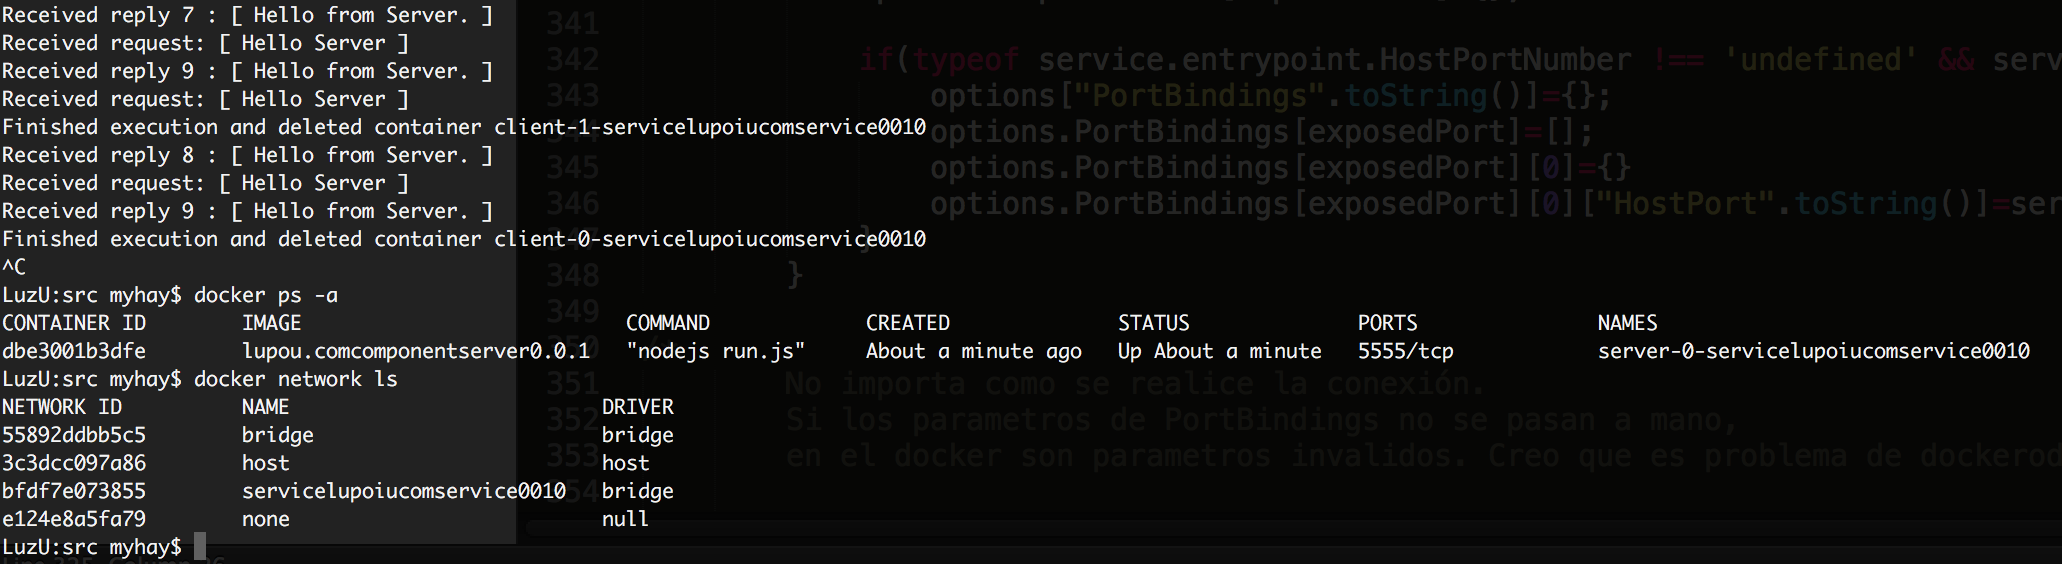 Received reply 7 : [ Hello from Server. ]
Received request: [ Hello Server ]
Received reply 9 : [ Hello from Server. ]
Received request: [ Hello Server ]
Finished execution and deleted container client-1-servicelupoiucomservice0010
Received reply 8 : [ Hello from Server. ]
Received request: [ Hello Server ]
Received reply 9 : [ Hello from Server. ]
Finished execution and deleted container client-0-servicelupoiucomservice0010
^C
LuzU:src myhay$ docker ps -a
CONTAINER ID IMAGE COMMAND CREATED STATUS PORTS NAMES
dbe3001b3dfe lupou.comcomponentserver0.0.1 "nodejs run.js" About a minute ago Up About a minute 5555/tcp server-0-servicelupoiucomservice0010
LuzU:src myhay$ docker network ls
NETWORK ID NAME DRIVER
55892ddbb5c5 bridge bridge
3c3dcc097a86 host host
bfdf7e073855 servicelupoiucomservice0010 bridge
e124e8a5fa79 none null
LuzU:src myhay$
341
342 if(typeof service.entrypoint.HostPortNumber !== 'undefined' && serv
343 options["PortBindings".toString()]={};
options.PortBindings[exposedPort]=[];
345 options.PortBindings[exposedPort][0]={}
346 options.PortBindings[exposedPort][0]["HostPort".toString()]=ser
}
348 }
349
351 No importa como se realice la conexión.
352 Si los parametros de PortBindings no se pasan a mano,
353 en el docker son parametros invalidos. Creo que es problema de dockerod
354